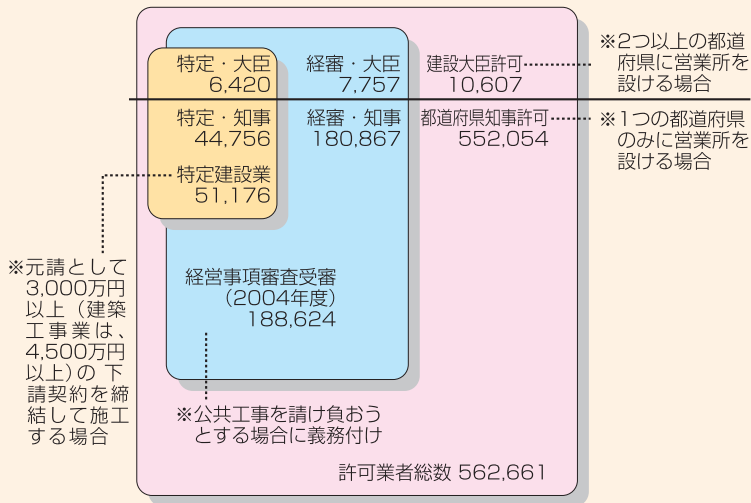 特定・大臣
6,420
経審・大臣
7,757
建設大臣許可
10,607
※2つ以上の都道
府県に営業所を
設ける場合
特定・知事
44,756
経審・知事
180,867
都道府県知事許可
552,054
※1つの都道府県
のみに営業所を
設ける場合
特定建設業
51,176
※元請として
3,000万円
以上（建築
工事業は、
4,500万円
以上）の 下
請契約を締
結して施工
する場合
経営事項審査受審
（2004年度）
188,624
※公共工事を請け負おう
とする場合に義務付け
許可業者総数 562,661